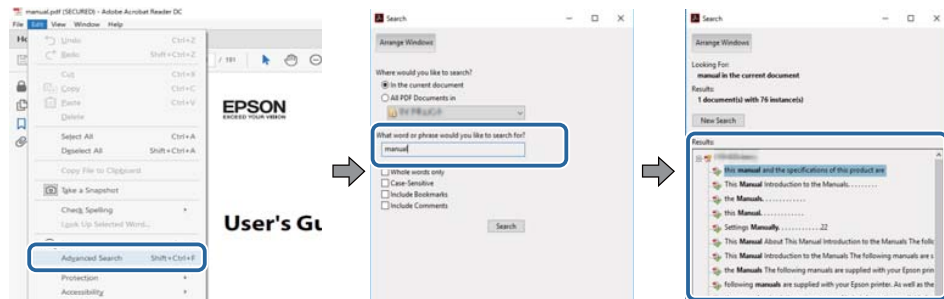 manual.pdf (SECURED) - Adobe Acrobat Reader DC
File Edit View Window Help
Undo Ctrl+Z
Redo Shift+Ctrl+Z
Cut Ctrl+X
Copy Ctrl+C
Paste Ctrl+V
Delete
Select All Ctrl+A
Deselect All Shift+Ctrl+A
Copy File to Clipboard
Take a Snapshot
Check Spelling
Look Up Selected Word...
Advanced Search Shift+Ctrl+F
Protection
Accessibility
/ 191
EPSON
EXCEED YOUR VISION
User's Gu
Search
Arrange Windows
Where would you like to search?
In the current document
All PDF Documents in
What word or phrase would you like to search for?
manual
Whole words only
Case-Sensitive
Include Bookmarks
Include Comments
Search
Search
Arrange Windows
Looking For:
manual in the current document
Results:
1 document(s) with 76 instance(s)
New Search
Results:
this manual and the specifications of this product are
This Manual Introduction to the Manuals. . . . . . . . .
the Manuals. . . . . . . . . . . . .
this Manual. . . . . . . . . . . . .
Settings Manually. . . . . . . . . . . . .22
This Manual About This Manual Introduction to the Manuals The follo
This Manual Introduction to the Manuals The following manuals are s
the Manuals The following manuals are supplied with your Epson prin
following manuals are supplied with your Epson printer. As well as the